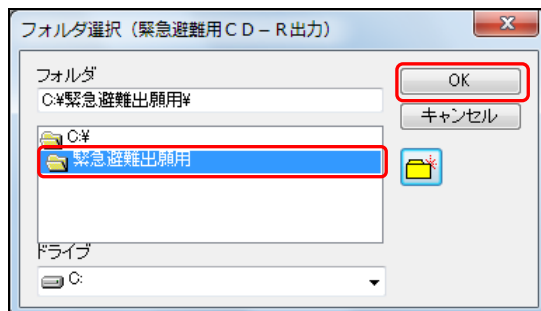 フォルダ選択（緊急避難用ＣＤ－Ｒ出力）
フォルダ
C:¥緊急避難出願用¥
OK
キャンセル
C:¥
緊急避難出願用
ドライブ
C: